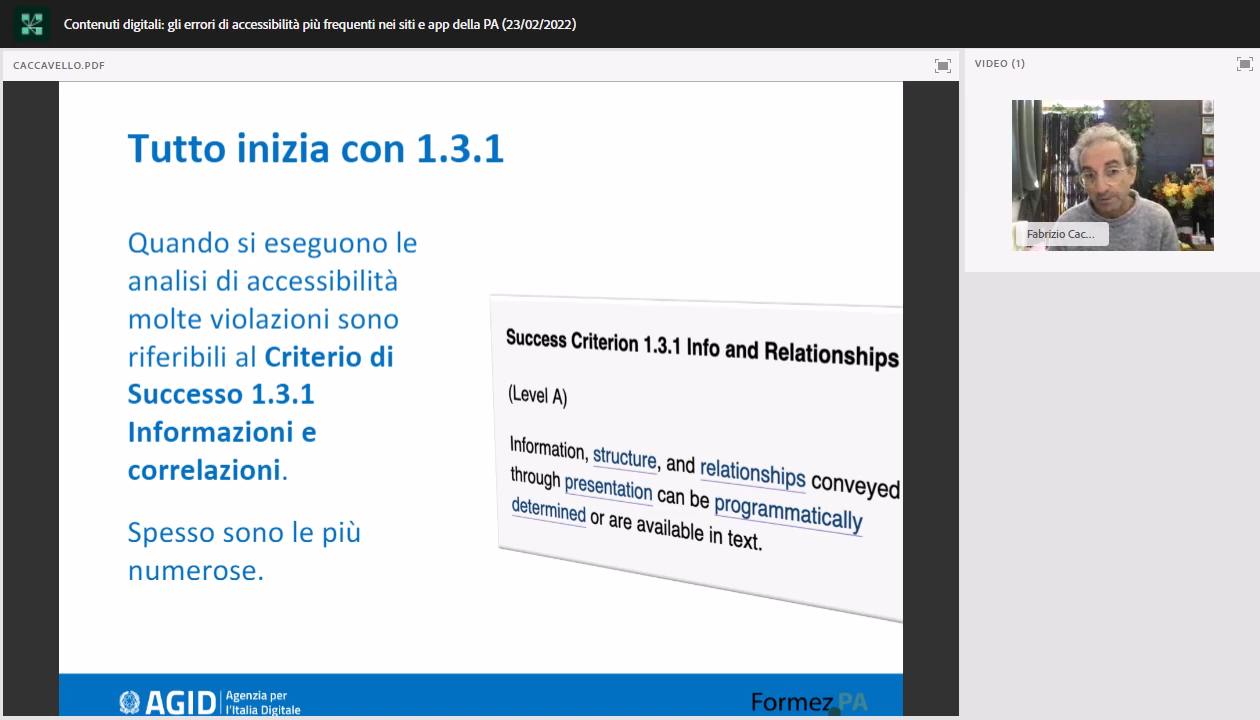 Contenuti digitali: gli errori di accessibilità più frequenti nei siti e app della PA (23/02/2022)
CACCAVELLO.PDF
VIDEO (1)
Tutto inizia con 1.3.1
Quando si eseguono le
analisi di accessibilità
molte violazioni sono
riferibili al Criterio di
Successo 1.3.1
Informazioni e
correlazioni.
Spesso sono le più
numerose.
Success Criterion 1.3.1 Info and Relationships
(Level A)
Information, structure, and relationships conveyed
through presentation can be programmatically
determined or are available in text.
Fabrizio Cac...
AGID
Agenzia per
l'Italia Digitale
Formez PA